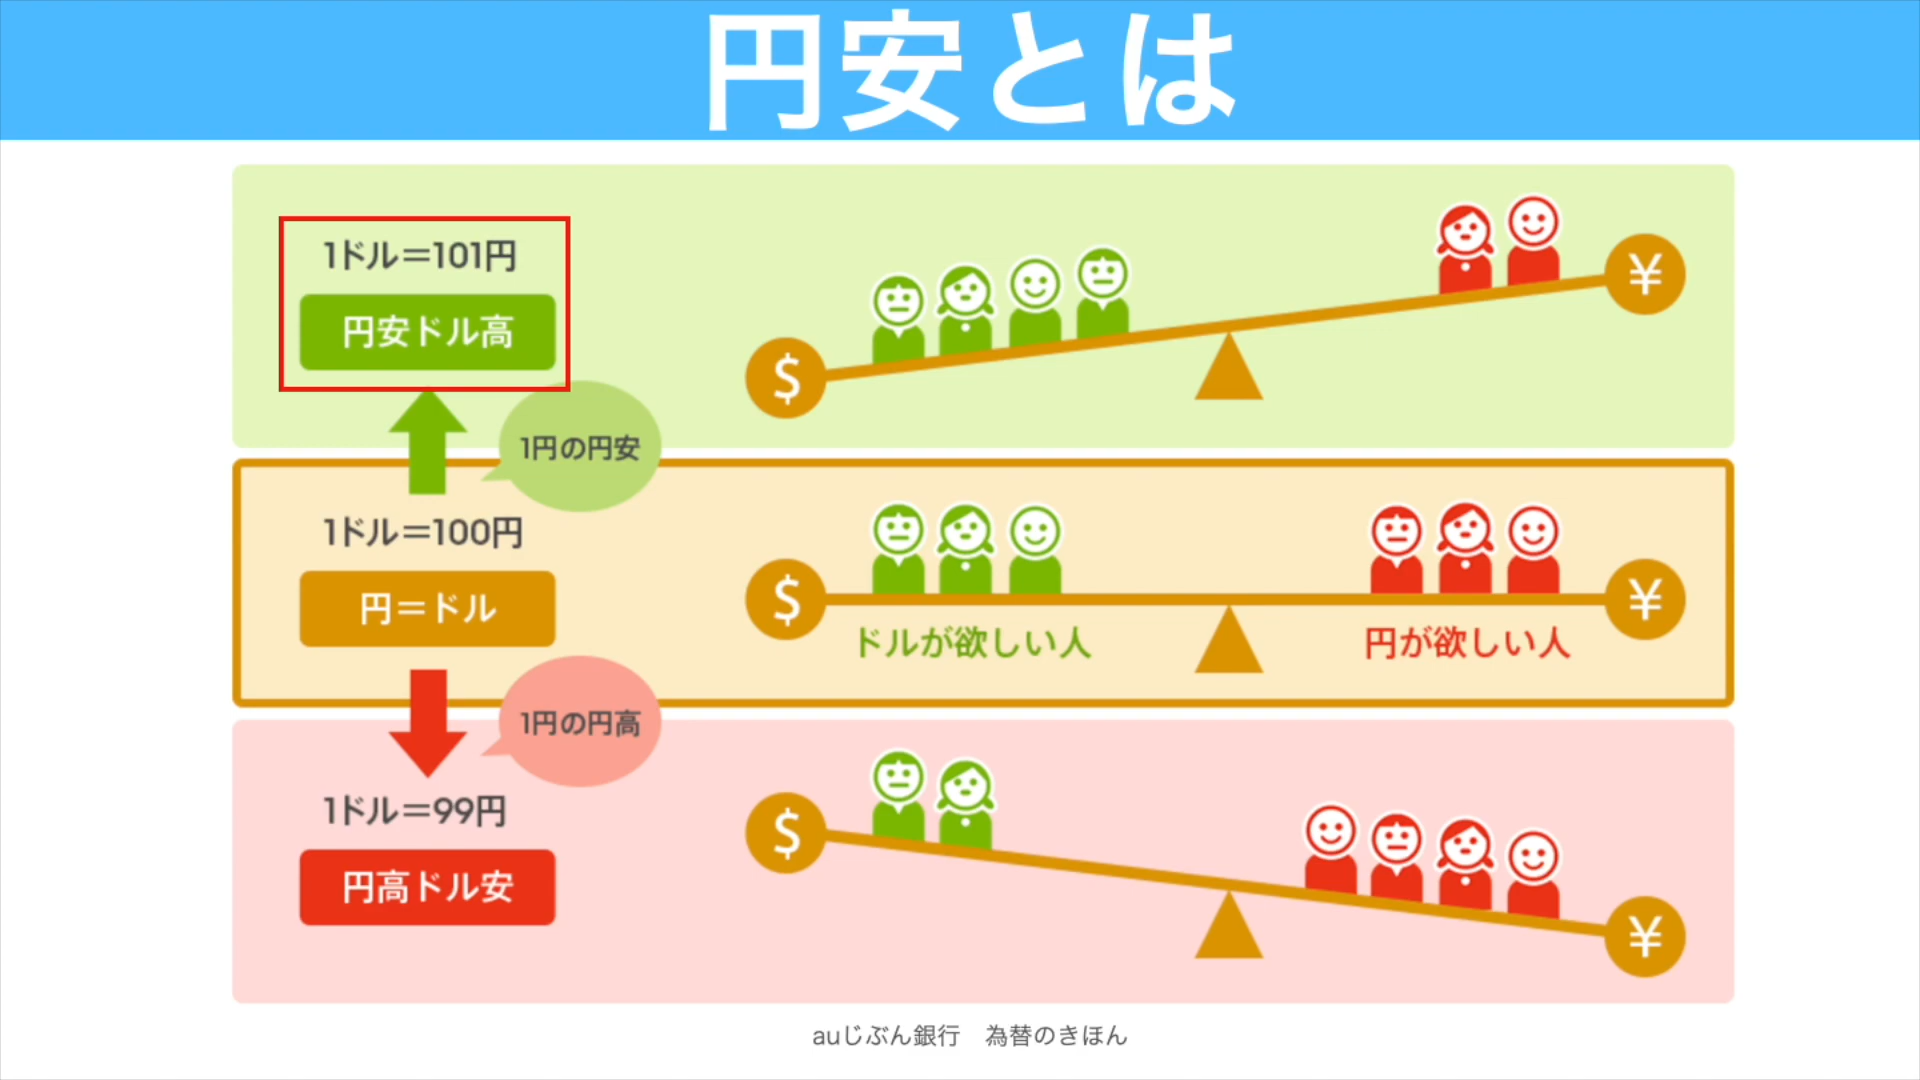 円安とは
1ドル＝101円
円安ドル高
$
¥
1円の円安
1ドル＝100円
円＝ドル
$
¥
ドルが欲しい人
円が欲しい人
1円の円高
1ドル＝99円
円高ドル安
$
¥
auじぶん銀行　為替のきほん